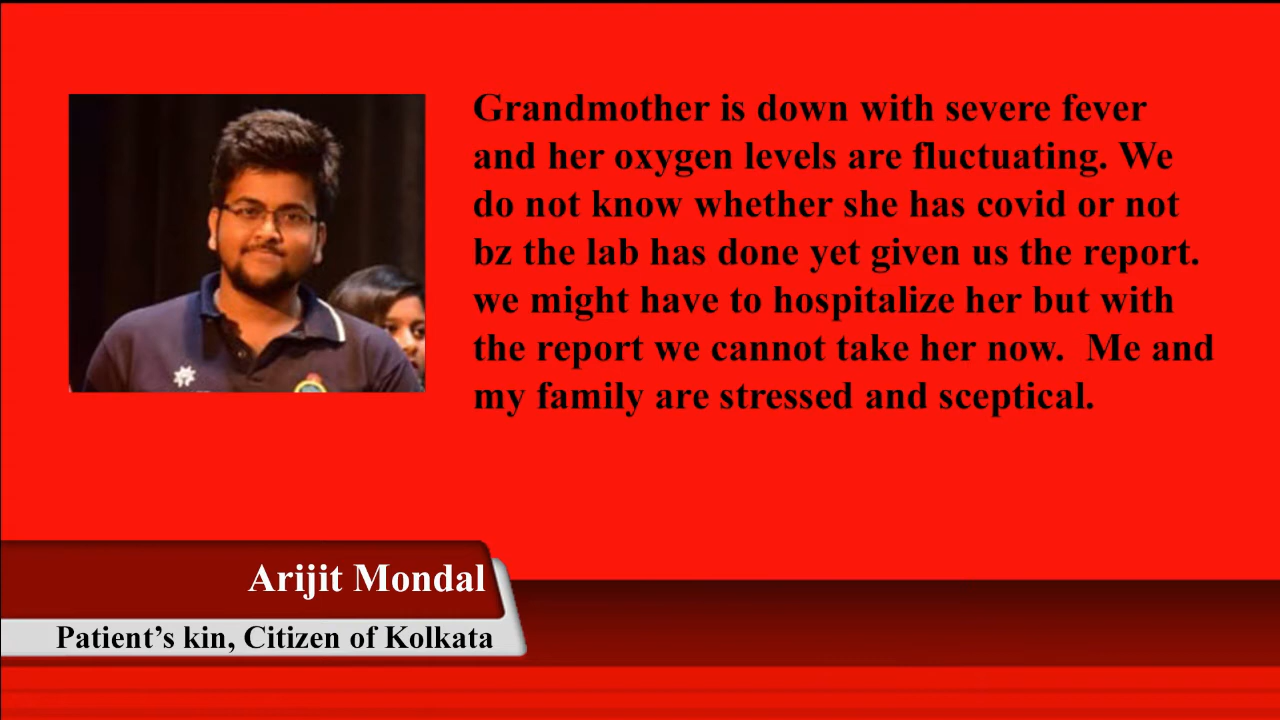 Grandmother is down with severe fever
and her oxygen levels are fluctuating. We
do not know whether she has covid or not
bz the lab has done yet given us the report.
we might have to hospitalize her but with
the report we cannot take her now.  Me and
my family are stressed and sceptical.
Arijit Mondal
Patient’s kin, Citizen of Kolkata